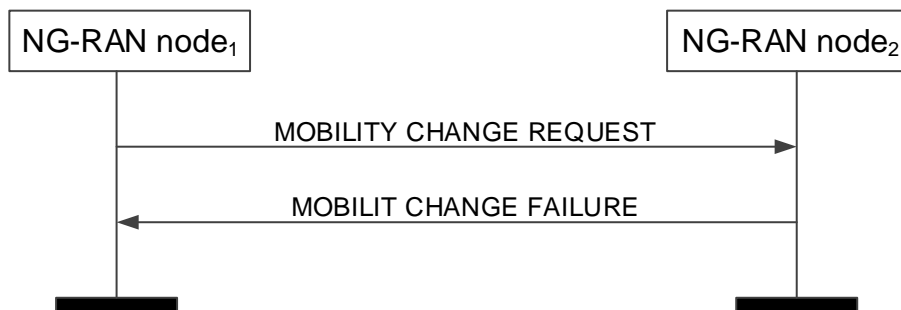 NG-RAN node₁
NG-RAN node₂
MOBILITY CHANGE REQUEST
MOBILIT CHANGE FAILURE